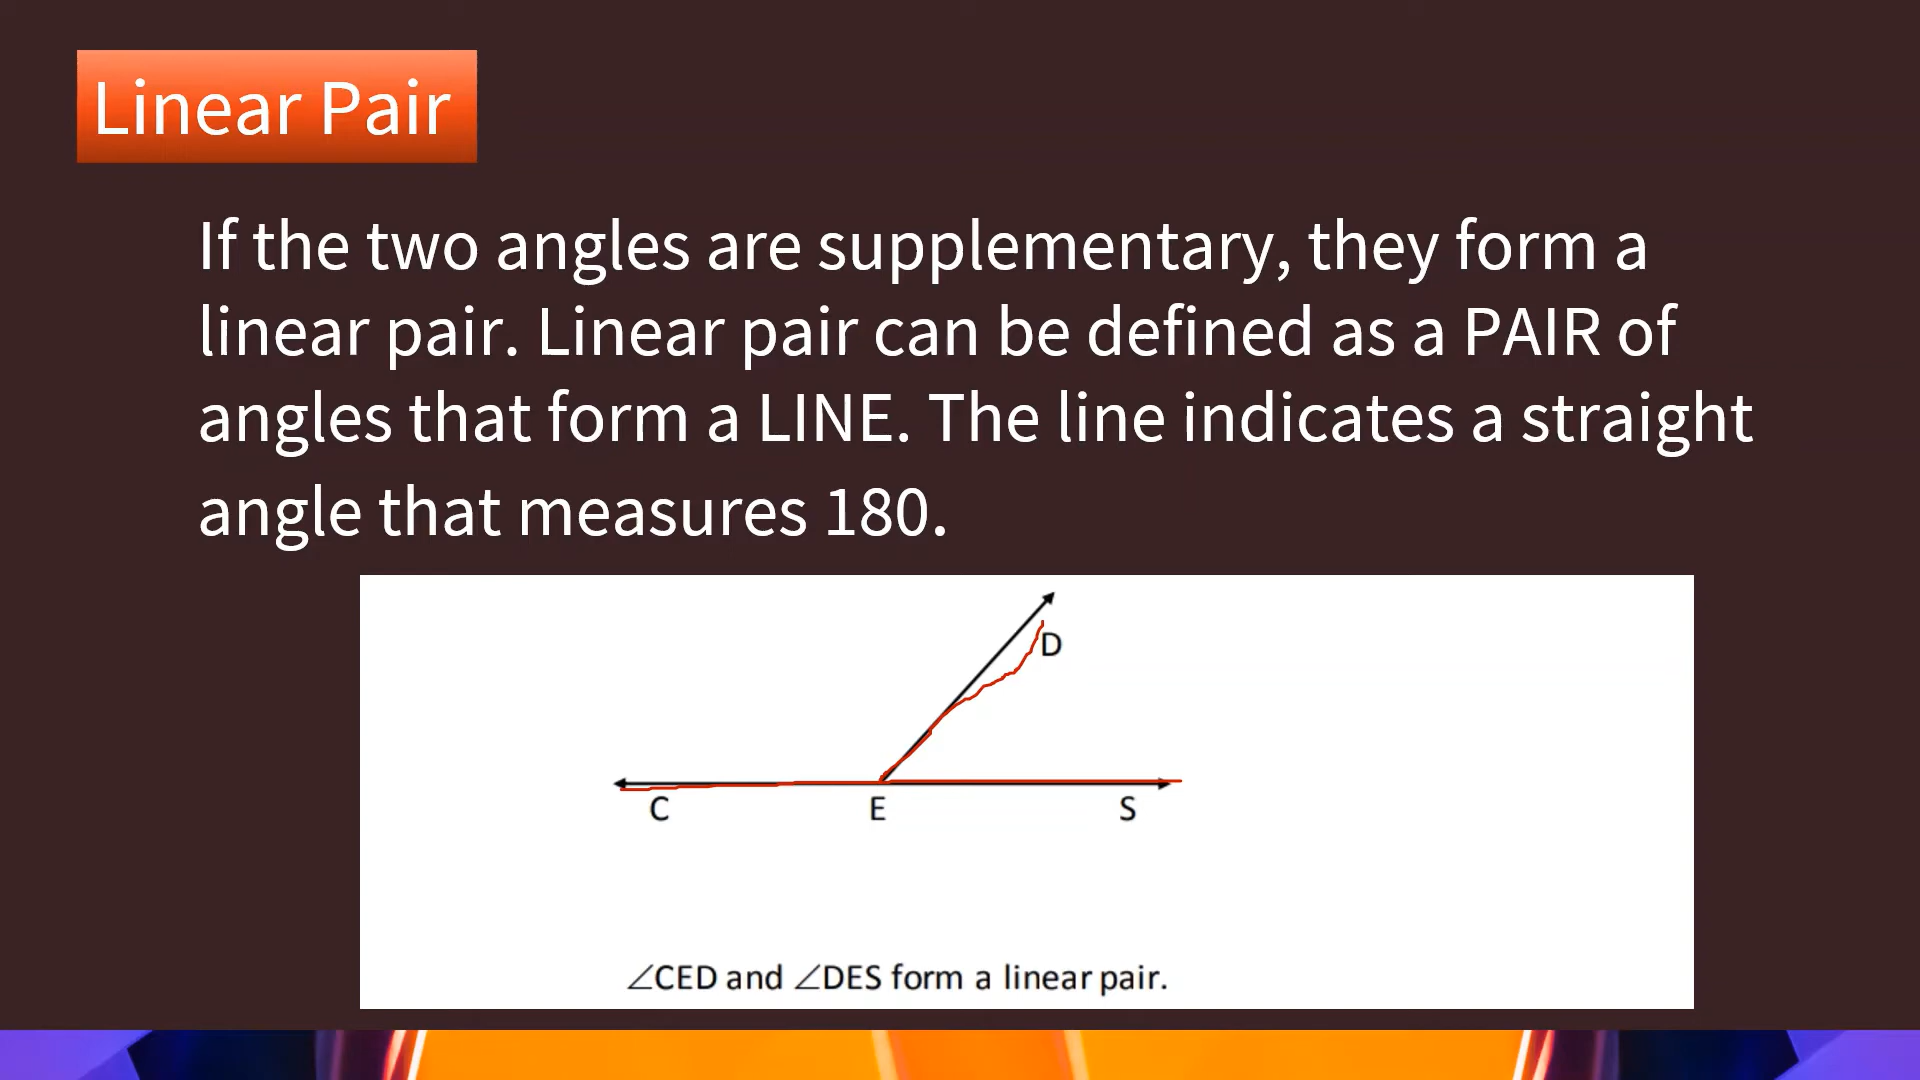 Linear Pair
If the two angles are supplementary, they form a
linear pair. Linear pair can be defined as a PAIR of
angles that form a LINE. The line indicates a straight
angle that measures 180.
D
C E S
∠CED and ∠DES form a linear pair.